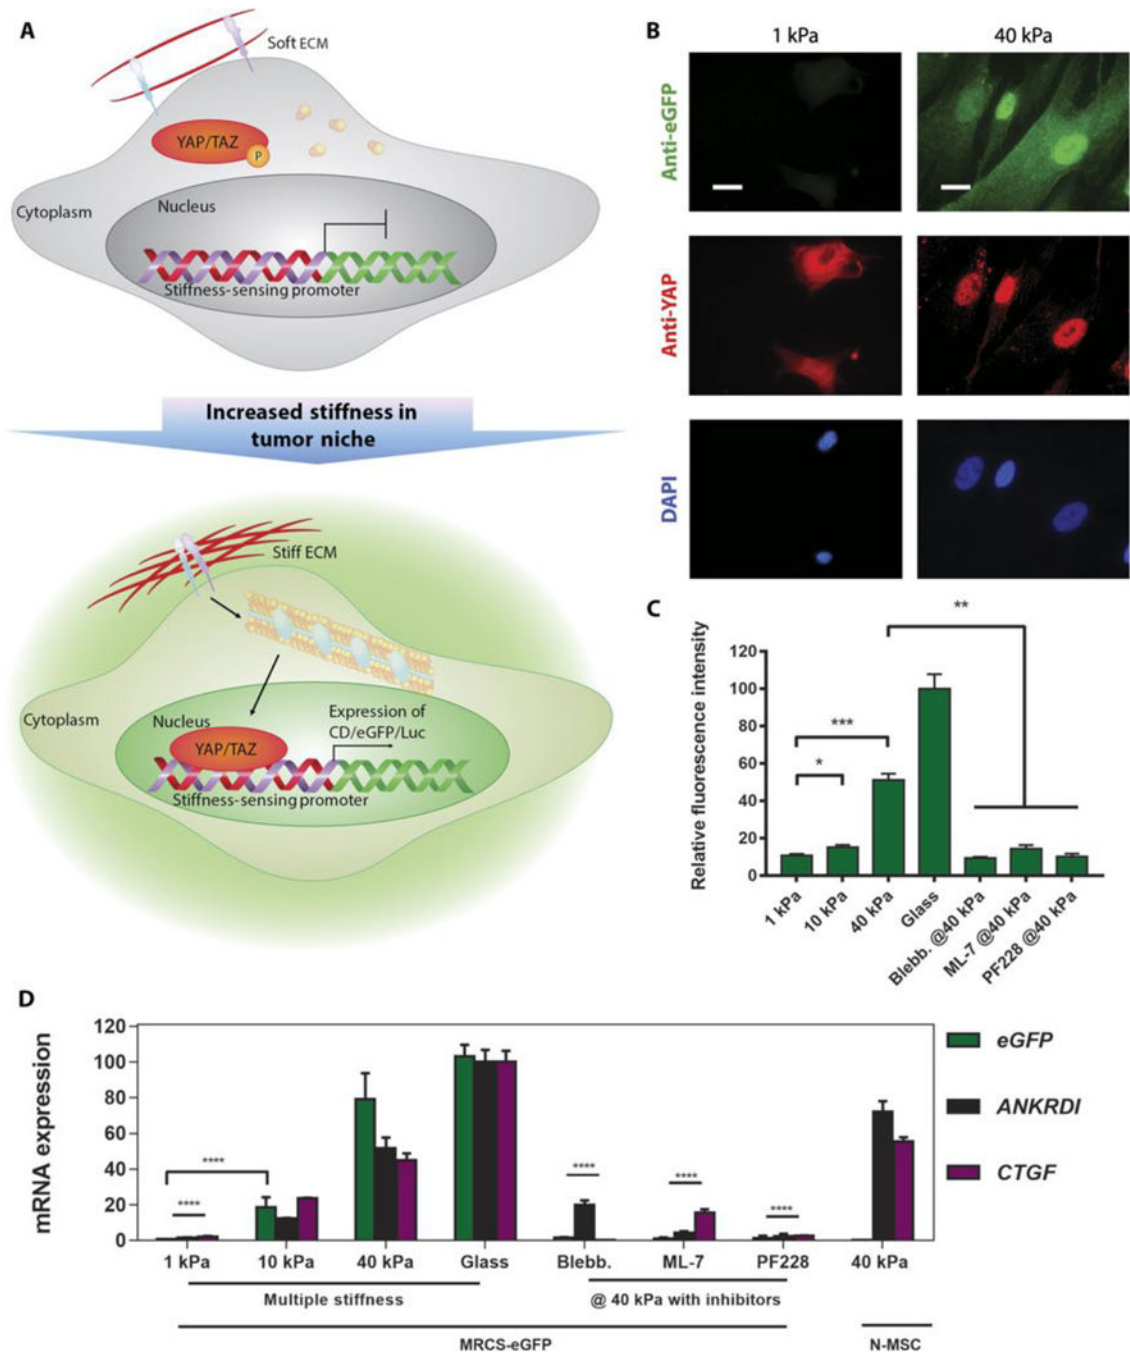 A
Soft ECM
YAP/TAZ
P
Cytoplasm
Nucleus
Stiffness-sensing promoter
Increased stiffness in
tumor niche
Stiff ECM
Cytoplasm
Nucleus
Expression of
CD/eGFP/Luc
YAP/TAZ
Stiffness-sensing promoter
B
1 kPa
40 kPa
Anti-eGFP
Anti-YAP
DAPI
C
Relative fluorescence intensity
120
100
80
60
40
20
0
*
***
**
1 kPa
10 kPa
40 kPa
Glass
Blebb. @40 kPa
ML-7 @40 kPa
PF228 @40 kPa
D
mRNA expression
120
100
80
60
40
20
0
****
****
****
****
****
1 kPa
10 kPa
40 kPa
Glass
Blebb.
ML-7
PF228
40 kPa
Multiple stiffness
@ 40 kPa with inhibitors
MRCS-eGFP
N-MSC
eGFP
ANKRDI
CTGF